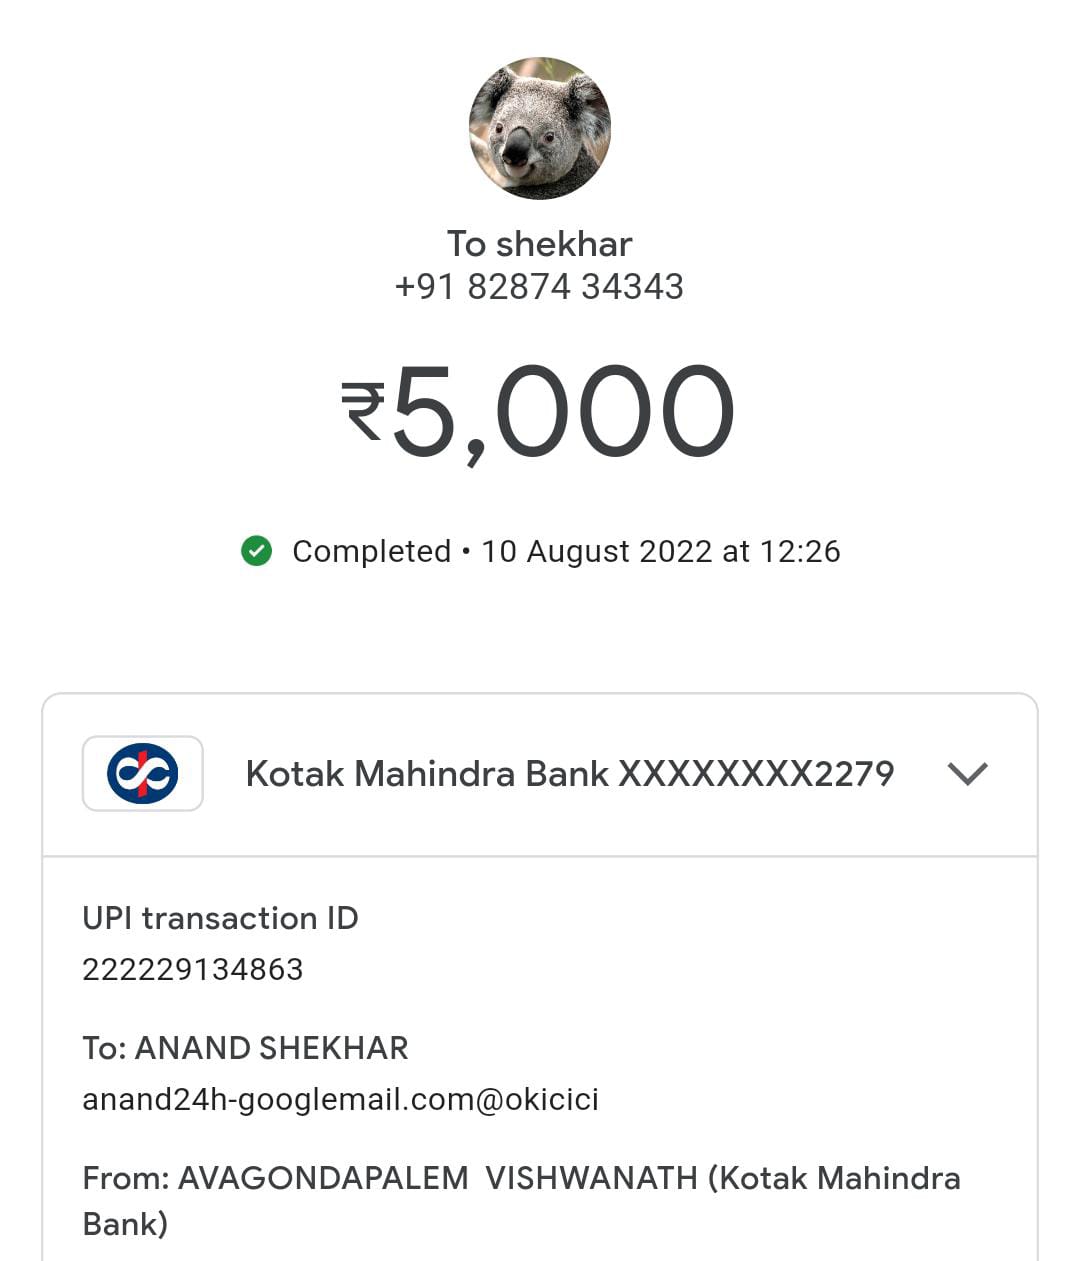 To shekhar
+91 82874 34343
₹5,000
Completed • 10 August 2022 at 12:26
Kotak Mahindra Bank XXXXXXXX2279
UPI transaction ID
222229134863
To: ANAND SHEKHAR
anand24h-googlemail.com@okicici
From: AVAGONDAPALEM  VISHWANATH (Kotak Mahindra
Bank)